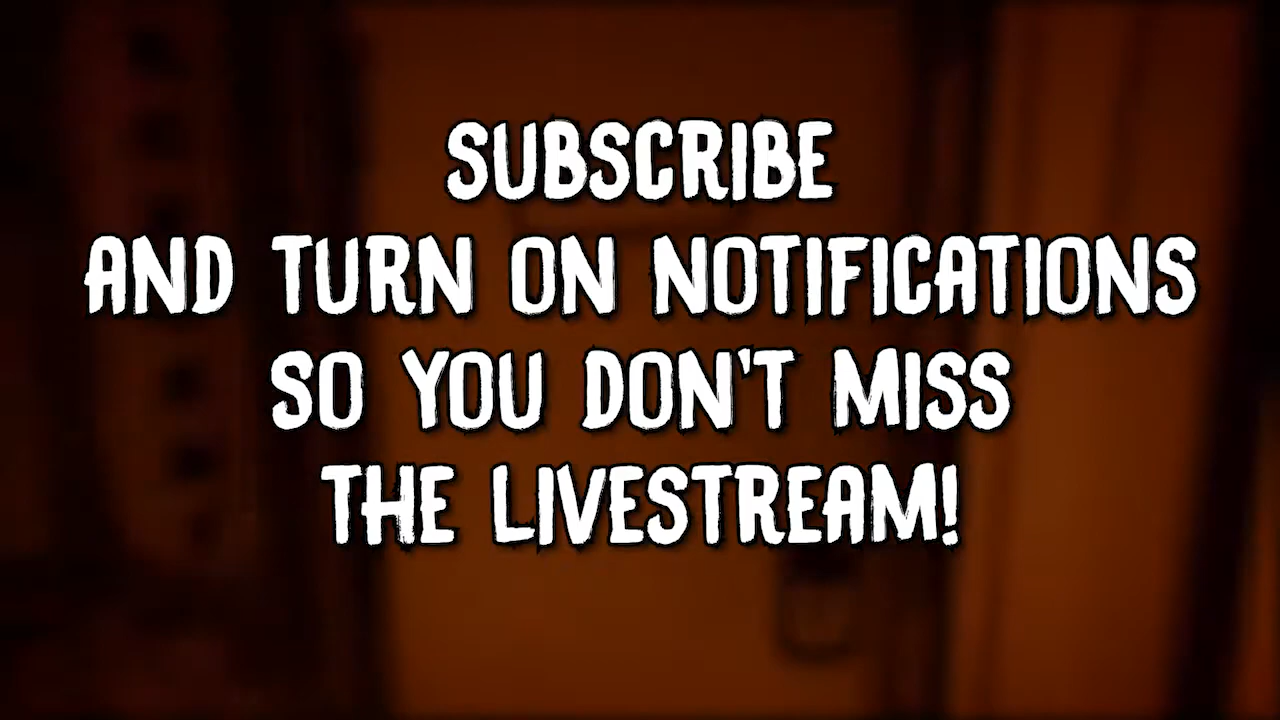 SUBSCRIBE
AND TURN ON NOTIFICATIONS
SO YOU DON'T MISS
THE LIVESTREAM!